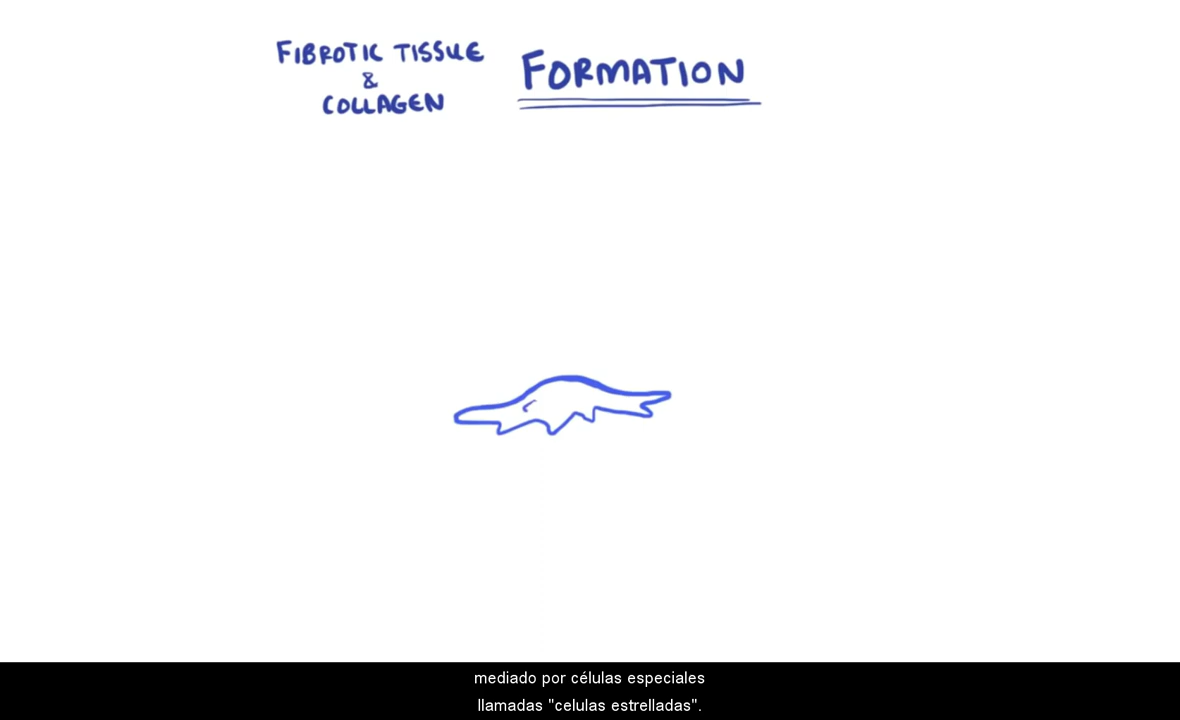 FIBROTIC TISSUE
&
COLLAGEN
FORMATION
mediado por células especiales
llamadas "celulas estrelladas".